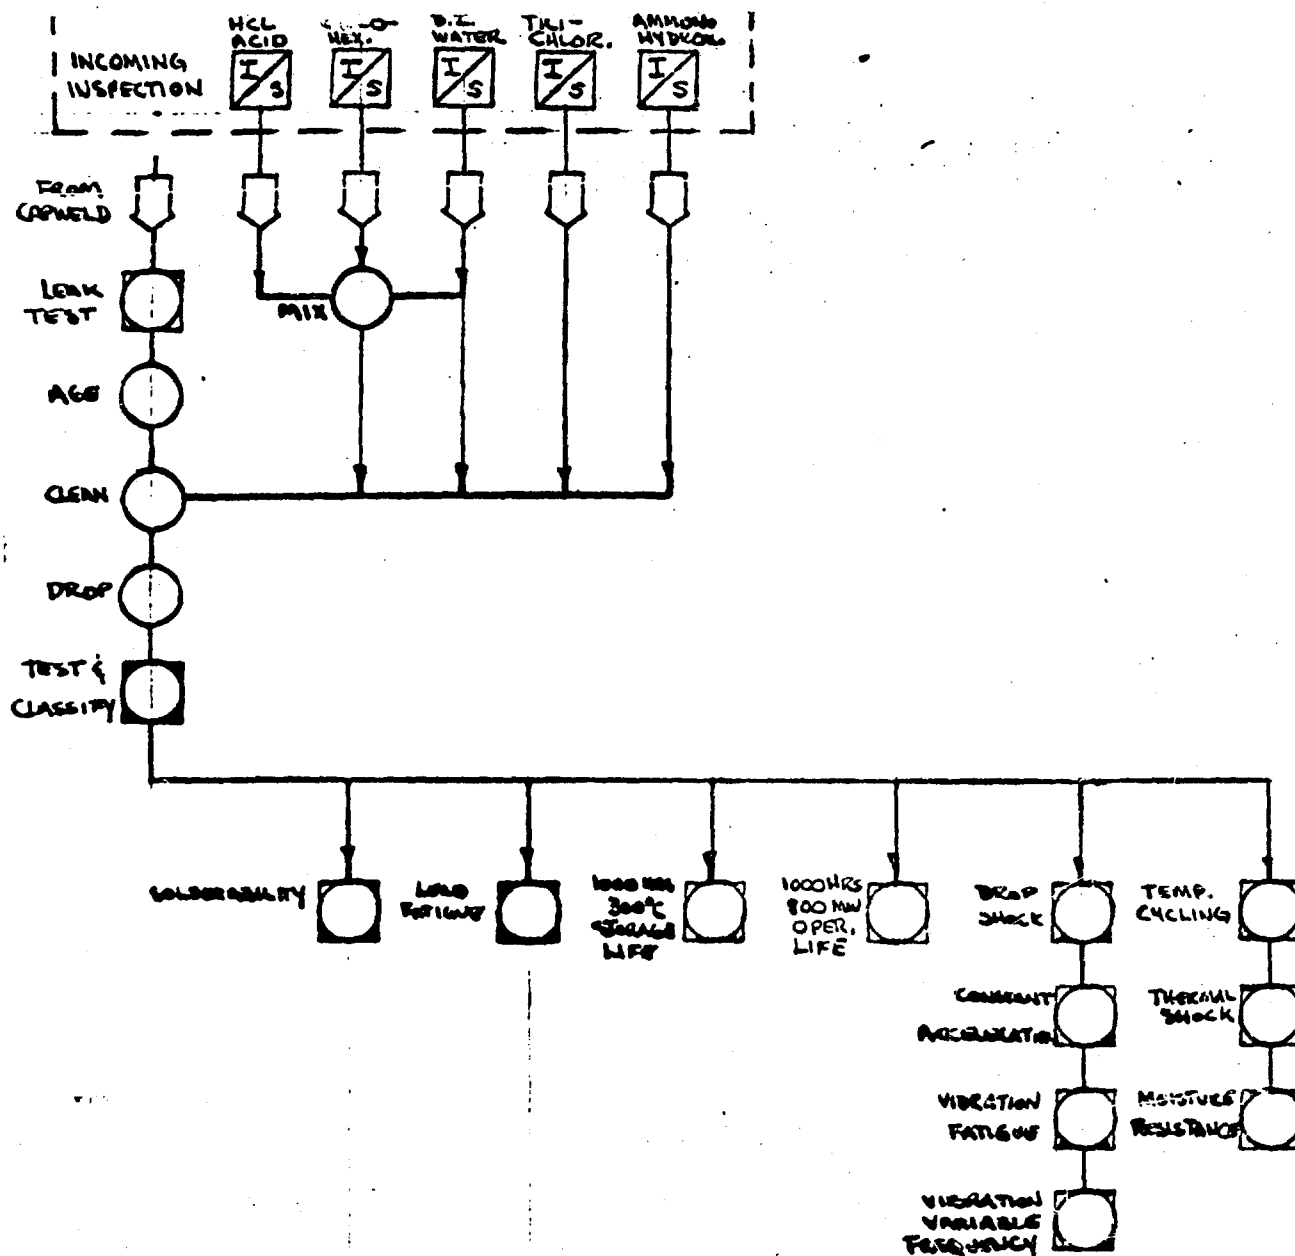 HCL
ACID
HEX.
D.I.
WATER
TRI-
CHLOR.
AMMONO
HYDROX.
INCOMING
INSPECTION
I/S
I/S
I/S
I/S
I/S
FROM
CAPWELD
LEAK
TEST
MIX
AGE
CLEAN
DROP
TEST &
CLASSIFY
SOLDERABILITY
LEAD
FATIGUE
1000 HRS
300°C
STORAGE
LIFE
1000HRS
800 MW
OPER.
LIFE
DROP
SHOCK
TEMP.
CYCLING
CONSTANT
ACCELERATION
THERMAL
SHOCK
VIBRATION
FATIGUE
MOISTURE
RESISTANCE
VIBRATION
VARIABLE
FREQUENCY